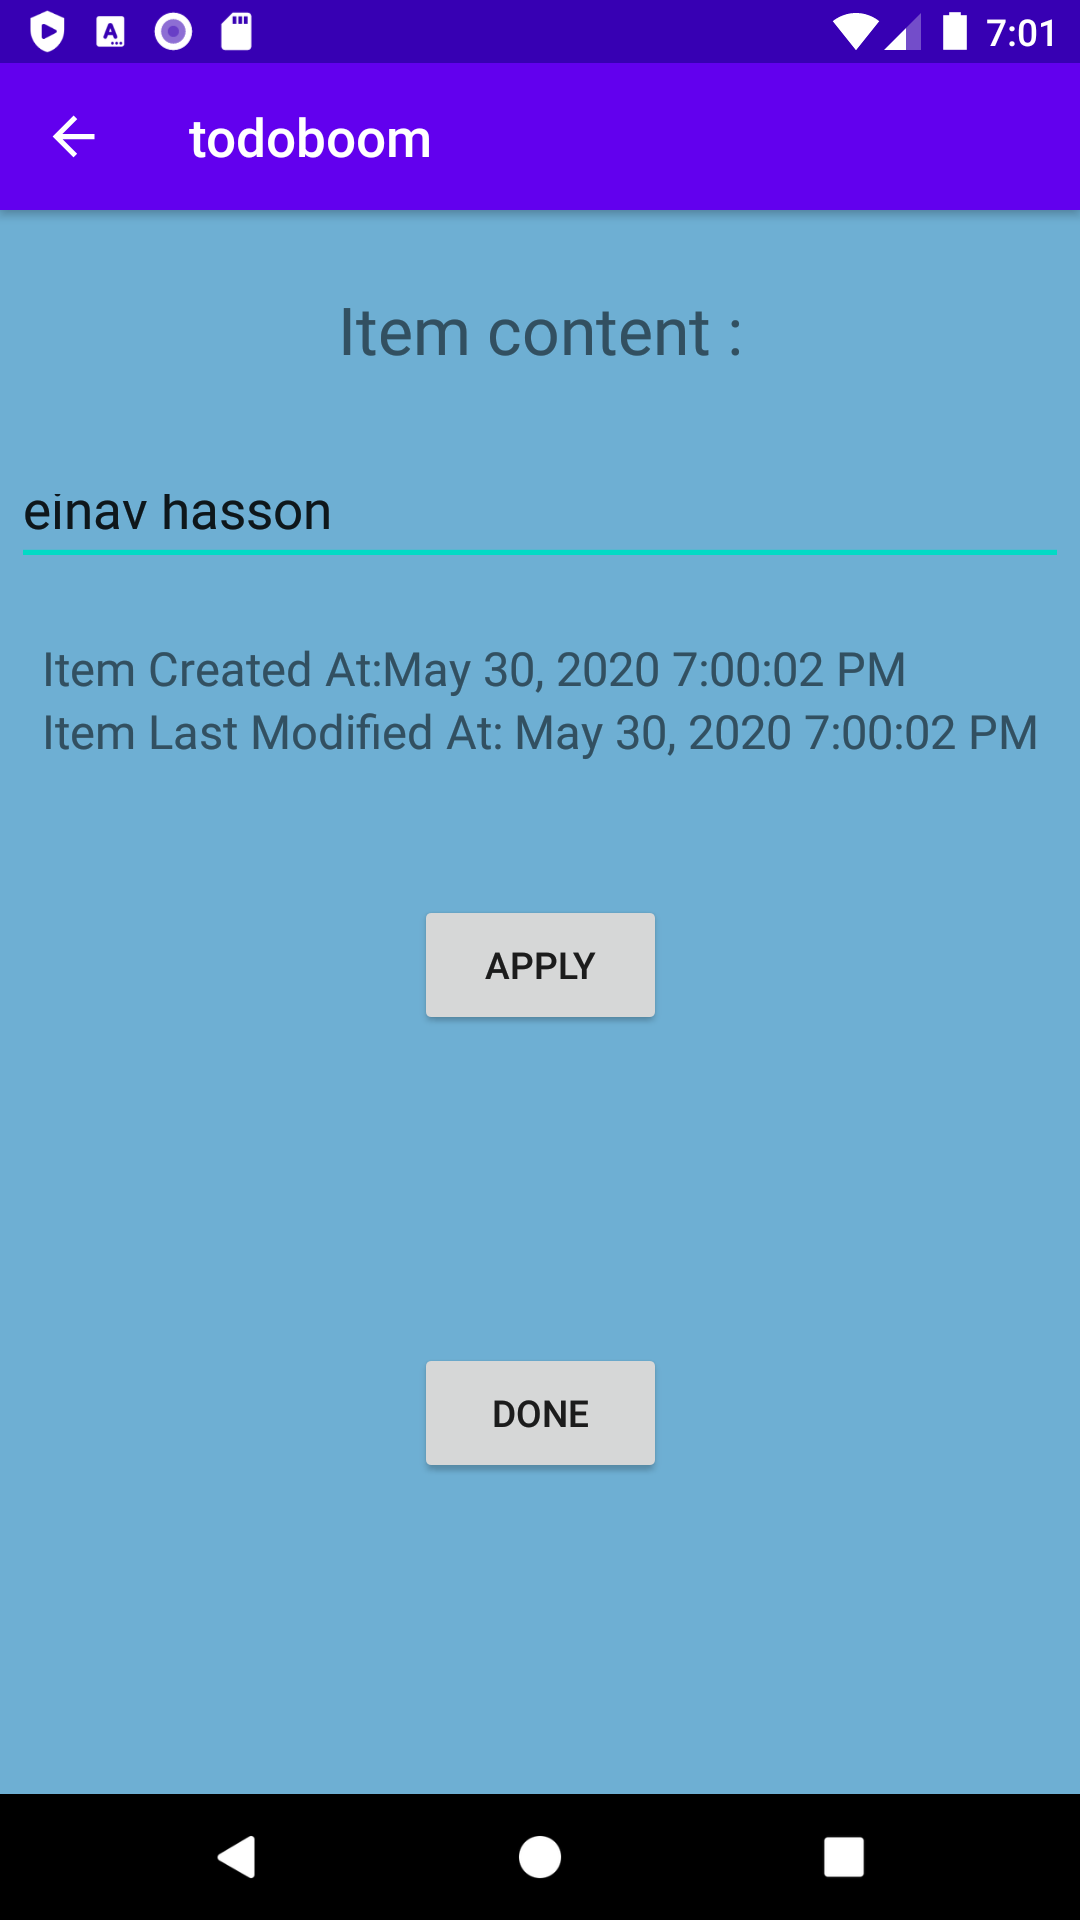 7:01
todoboom
Item content :
einav hasson
Item Created At:May 30, 2020 7:00:02 PM
Item Last Modified At: May 30, 2020 7:00:02 PM
APPLY
DONE